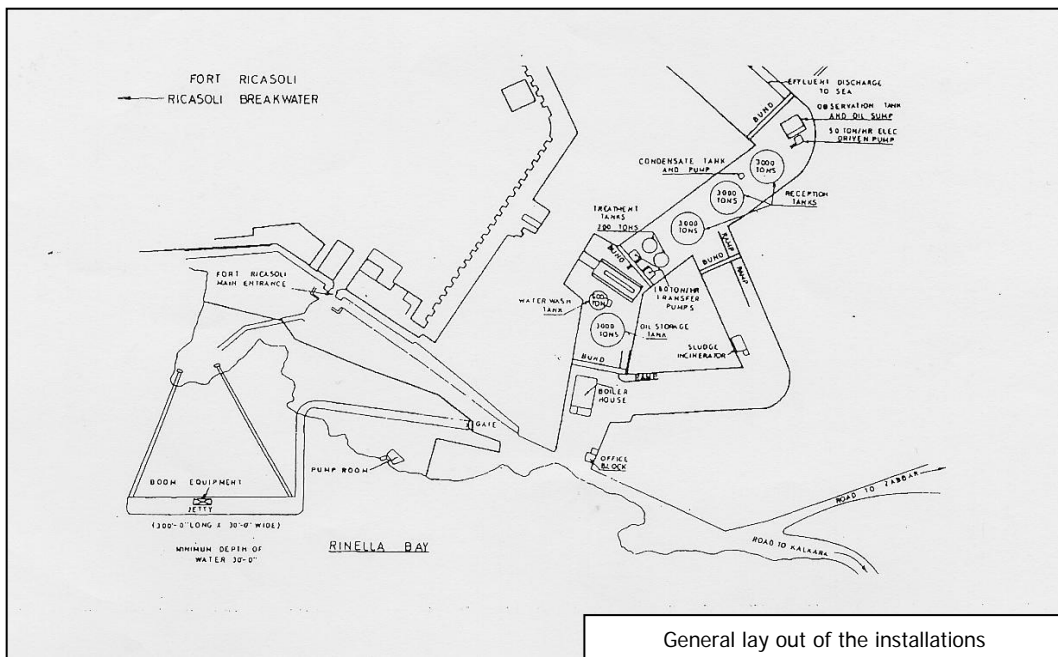 FORT RICASOLI
RICASOLI BREAKWATER
EFFLUENT DISCHARGE
TO SEA
OBSERVATION TANK
AND OIL SUMP
50 TON/HR ELEC
DRIVEN PUMP
BUND
CONDENSATE TANK
AND PUMP
3000
TONS
3000
TONS
3000
TONS
RECEPTION
TANKS
TREATMENT
TANKS
200 TONS
BUND
RAMP
BUND
RAMP
FORT RICASOLI
MAIN ENTRANCE
180 TON/HR
TRANSFER
PUMPS
WATER WASH
TANK
600
TON
3000
TONS
OIL STORAGE
TANK
SLUDGE
INCINERATOR
BUND
RAMP
BOILER
HOUSE
GATE
PUMP ROOM
OFFICE
BLOCK
BOOM EQUIPMENT
JETTY
(300'-0" LONG X 30'-0" WIDE)
MINIMUM DEPTH OF
WATER 30'-0"
RINELLA BAY
ROAD TO ZABBAR
ROAD TO KALKARA
General lay out of the installations